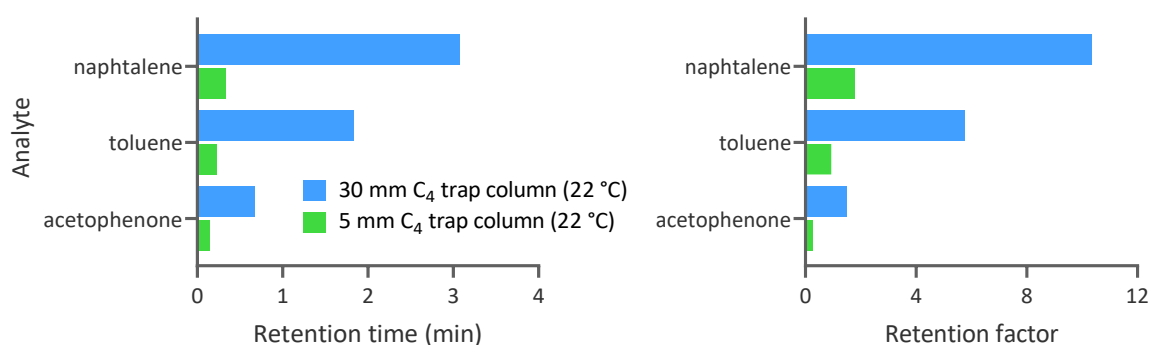 Analyte
naphtalene
toluene
acetophenone
30 mm C₄ trap column (22 °C)
5 mm C₄ trap column (22 °C)
0 1 2 3 4
Retention time (min)
naphtalene
toluene
acetophenone
0 4 8 12
Retention factor